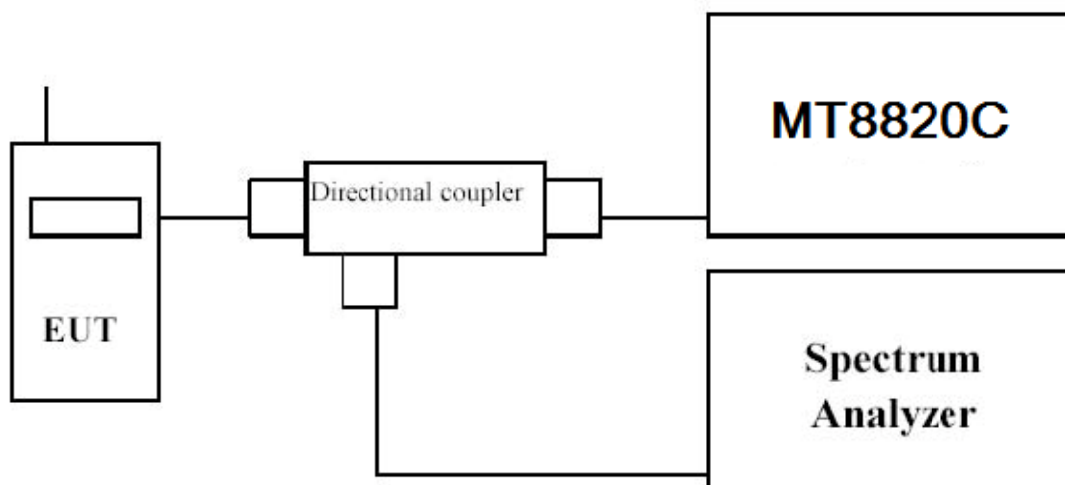 MT8820C
Directional coupler
EUT
Spectrum
Analyzer